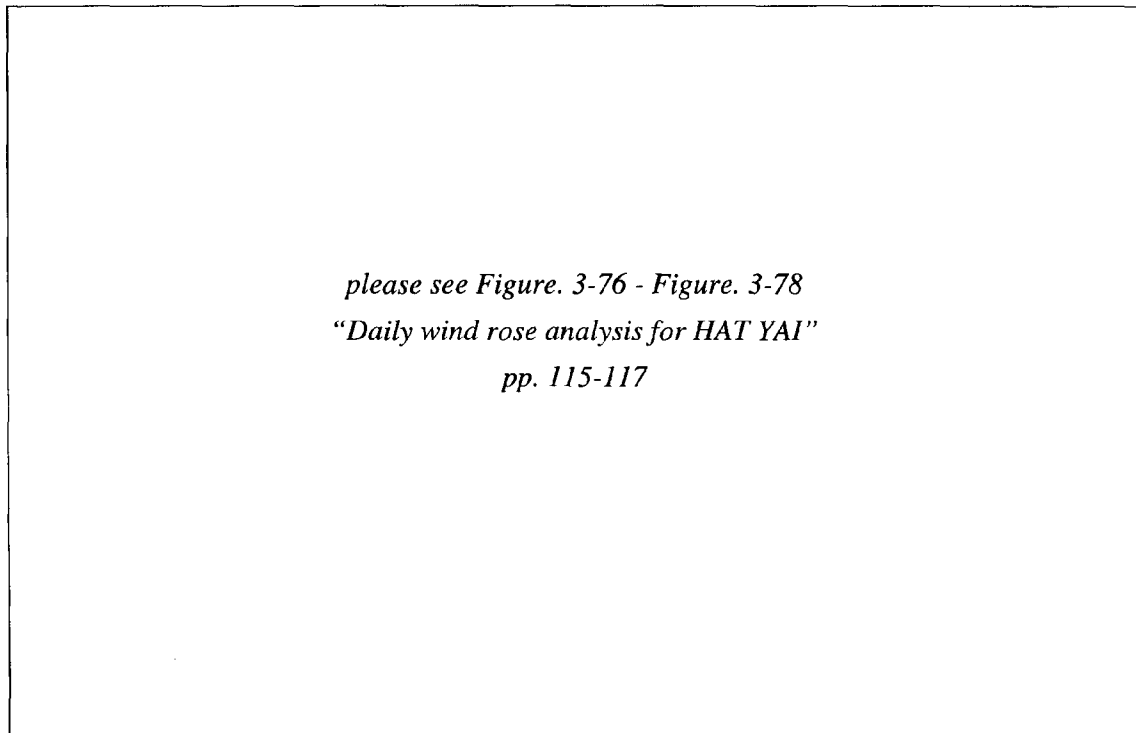 please see Figure. 3-76 - Figure. 3-78
“Daily wind rose analysis for HAT YAI”
pp. 115-117